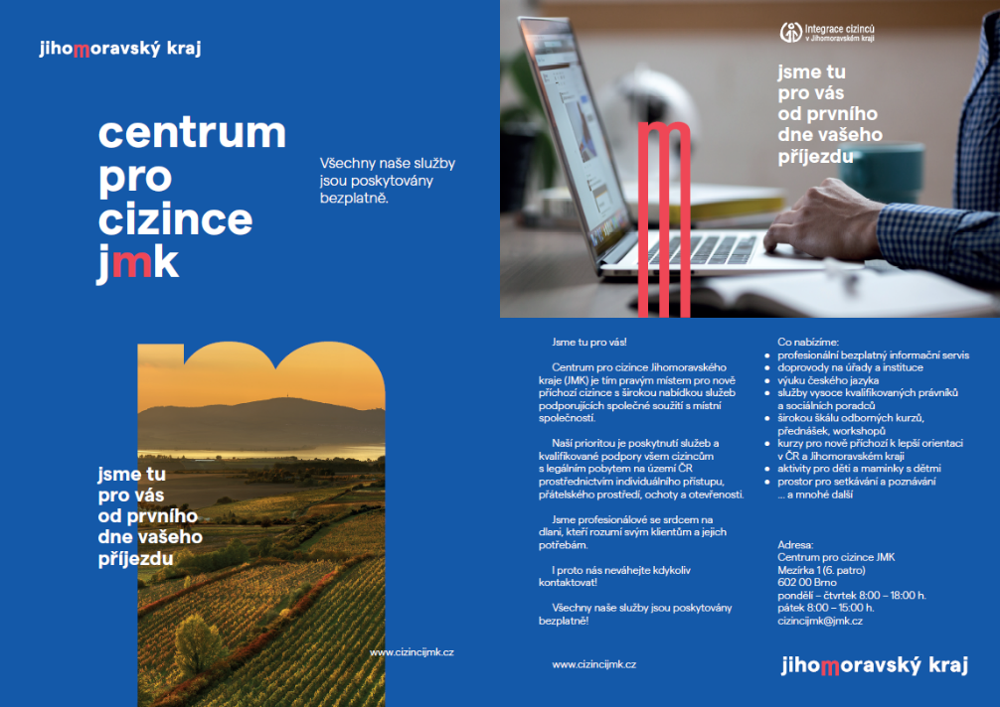 jihomoravský kraj
centrum
pro
cizince
jmk
Všechny naše služby
jsou poskytovány
bezplatně.
jsme tu
pro vás
od prvního
dne vašeho
příjezdu
www.cizincijmk.cz
Integrace cizinců
v Jihomoravském kraji
jsme tu
pro vás
od prvního
dne vašeho
příjezdu
m
Jsme tu pro vás!
Centrum pro cizince Jihomoravského
kraje (JMK) je tím pravým místem pro nově
příchozí cizince s širokou nabídkou služeb
podporujících společné soužití s místní
společností.
Naší prioritou je poskytnutí služeb a
kvalifikované podpory všem cizincům
s legálním pobytem na území ČR
prostřednictvím individuálního přístupu,
přátelského prostředí, ochoty a otevřenosti.
Jsme profesionálové se srdcem na
dlani, kteří rozumí svým klientům a jejich
potřebám.
I proto nás neváhejte kdykoliv
kontaktovat!
Všechny naše služby jsou poskytovány
bezplatně!
www.cizincijmk.cz
Co nabízíme:
● profesionální bezplatný informační servis
● doprovody na úřady a instituce
● výuku českého jazyka
● služby vysoce kvalifikovaných právníků
a sociálních poradců
● širokou škálu odborných kurzů,
přednášek, workshopů
● kurzy pro nově příchozí k lepší orientaci
v ČR a Jihomoravském kraji
● aktivity pro děti a maminky s dětmi
● prostor pro setkávání a poznávání
... a mnohé další
Adresa:
Centrum pro cizince JMK
Mezírka 1 (6. patro)
602 00 Brno
pondělí – čtvrtek 8:00 – 18:00 h.
pátek 8:00 – 15:00 h.
cizincijmk@jmk.cz
jihomoravský kraj